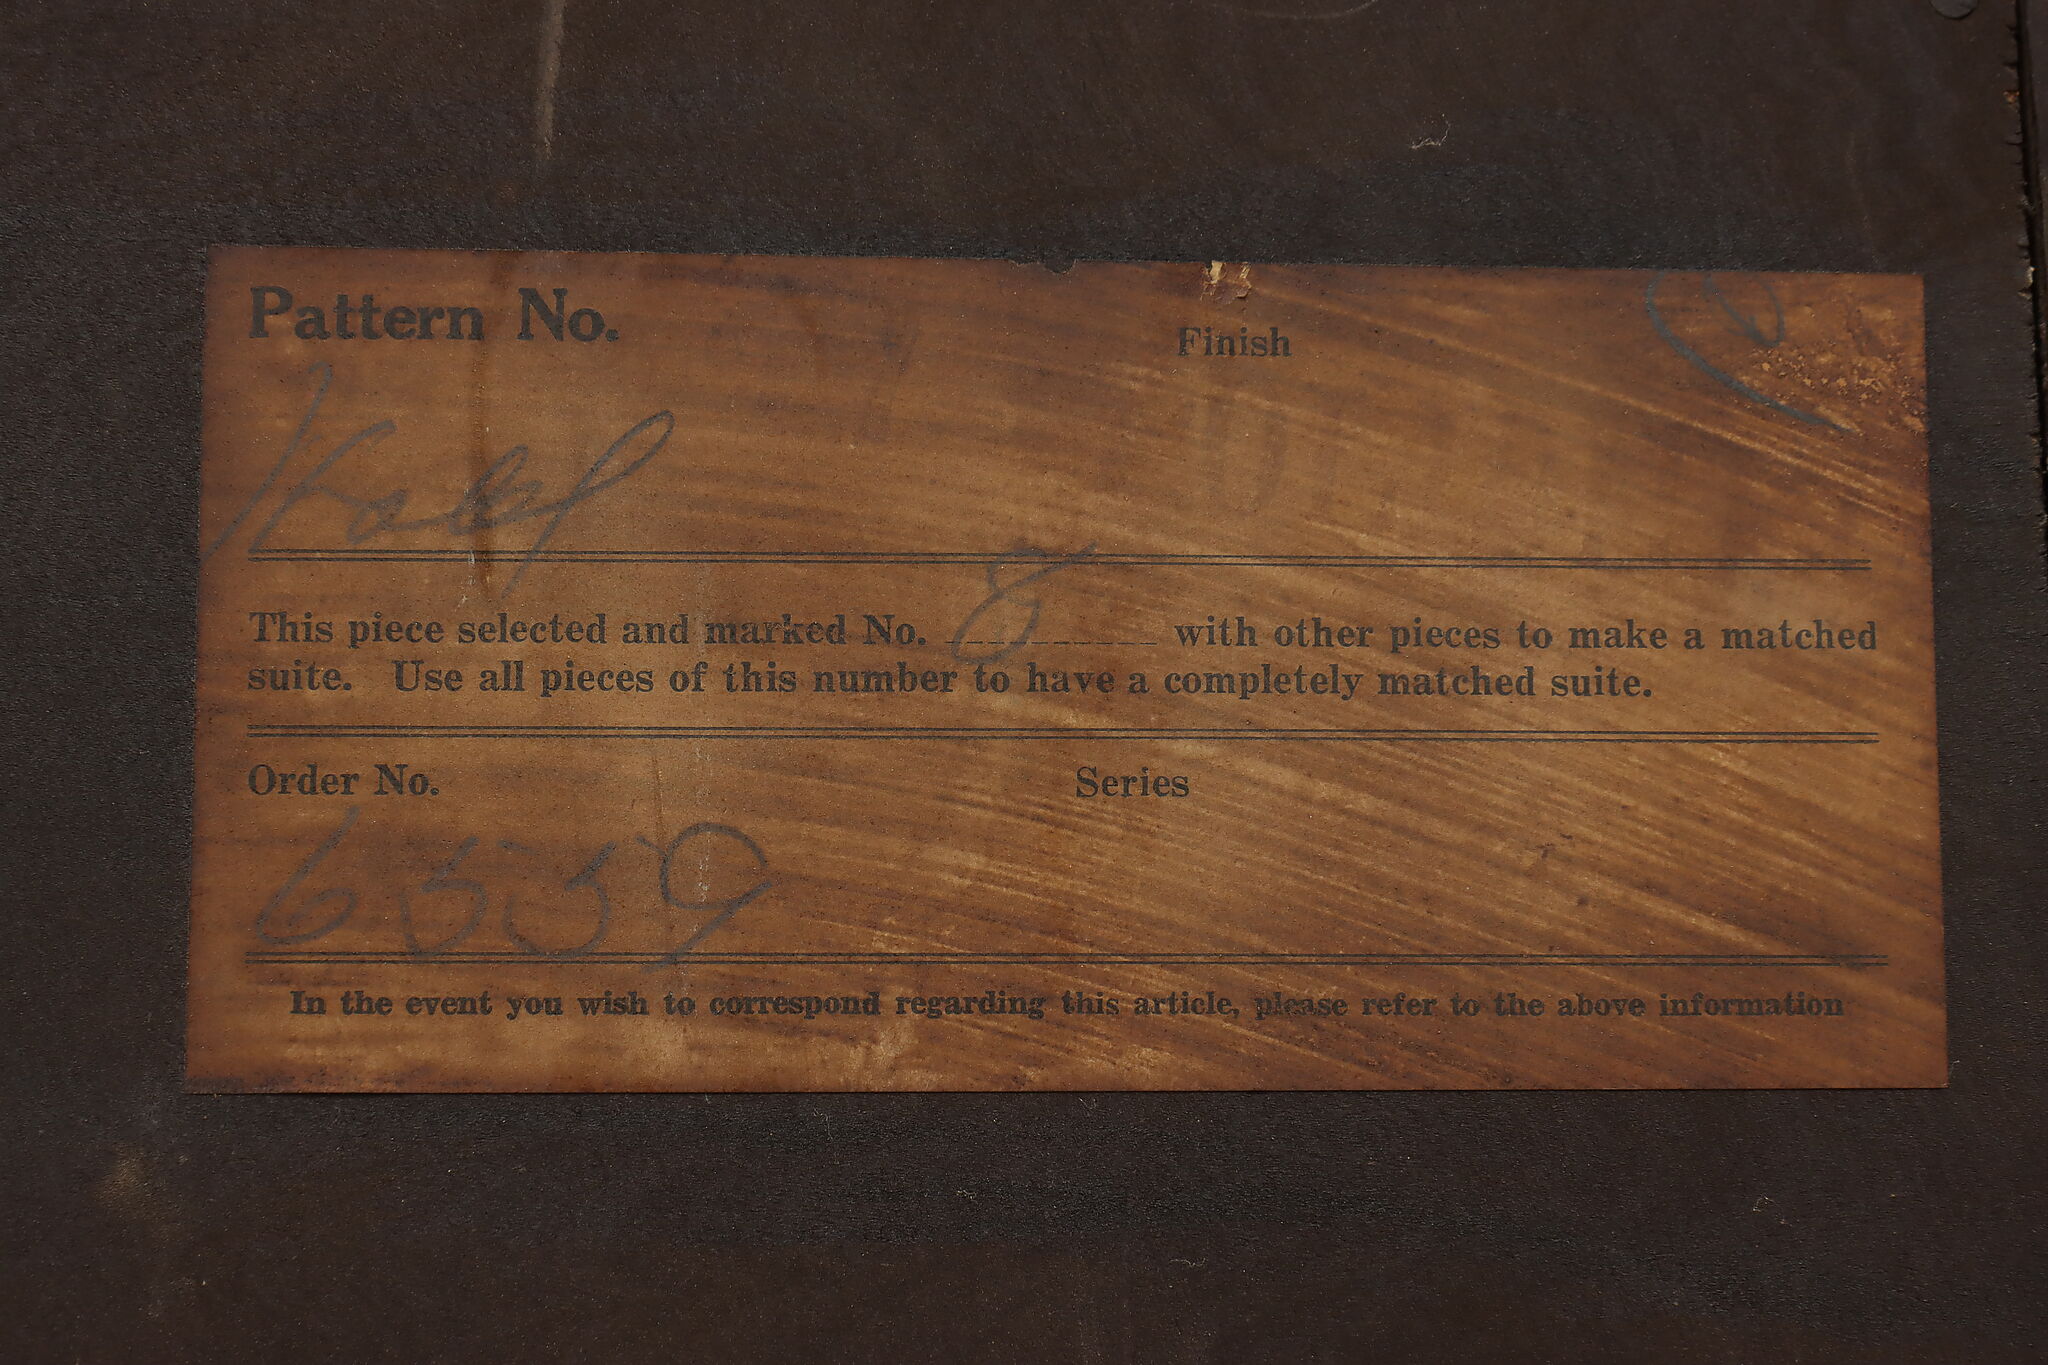 Pattern No. Finish
This piece selected and marked No. 8 with other pieces to make a matched
suite. Use all pieces of this number to have a completely matched suite.
Order No. Series
6559
In the event you wish to correspond regarding this article, please refer to the above information